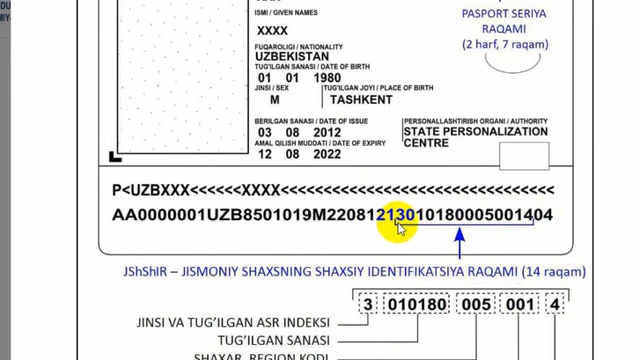 ISMI / GIVEN NAMES
XXXX
FUQAROLIGI / NATIONALITY
UZBEKISTAN
TUG'ILGAN SANASI / DATE OF BIRTH
01 01 1980
JINSI / SEX
TUG'ILGAN JOYI / PLACE OF BIRTH
M
TASHKENT
BERILGAN SANASI / DATE OF ISSUE
PERSONALLASHTIRISH ORGANI / AUTHORITY
03 08 2012
STATE PERSONALIZATION
CENTRE
AMAL QILISH MUDDATI / DATE OF EXPIRY
12 08 2022
PASPORT SERIYA
RAQAMI
(2 harf, 7 raqam)
P<UZBXXX<<<<<<XXXX<<<<<<<<<<<<<<<<<<<<<<<<<<
AA0000001UZB8501019M22081213010180005001404
JShShIR – JISMONIY SHAXSNING SHAXSIY IDENTIFIKATSIYA RAQAMI (14 raqam)
3 010180 005 001 4
JINSI VA TUG'ILGAN ASR INDEKSI
TUG'ILGAN SANASI
SHAXAR, REGION KODI